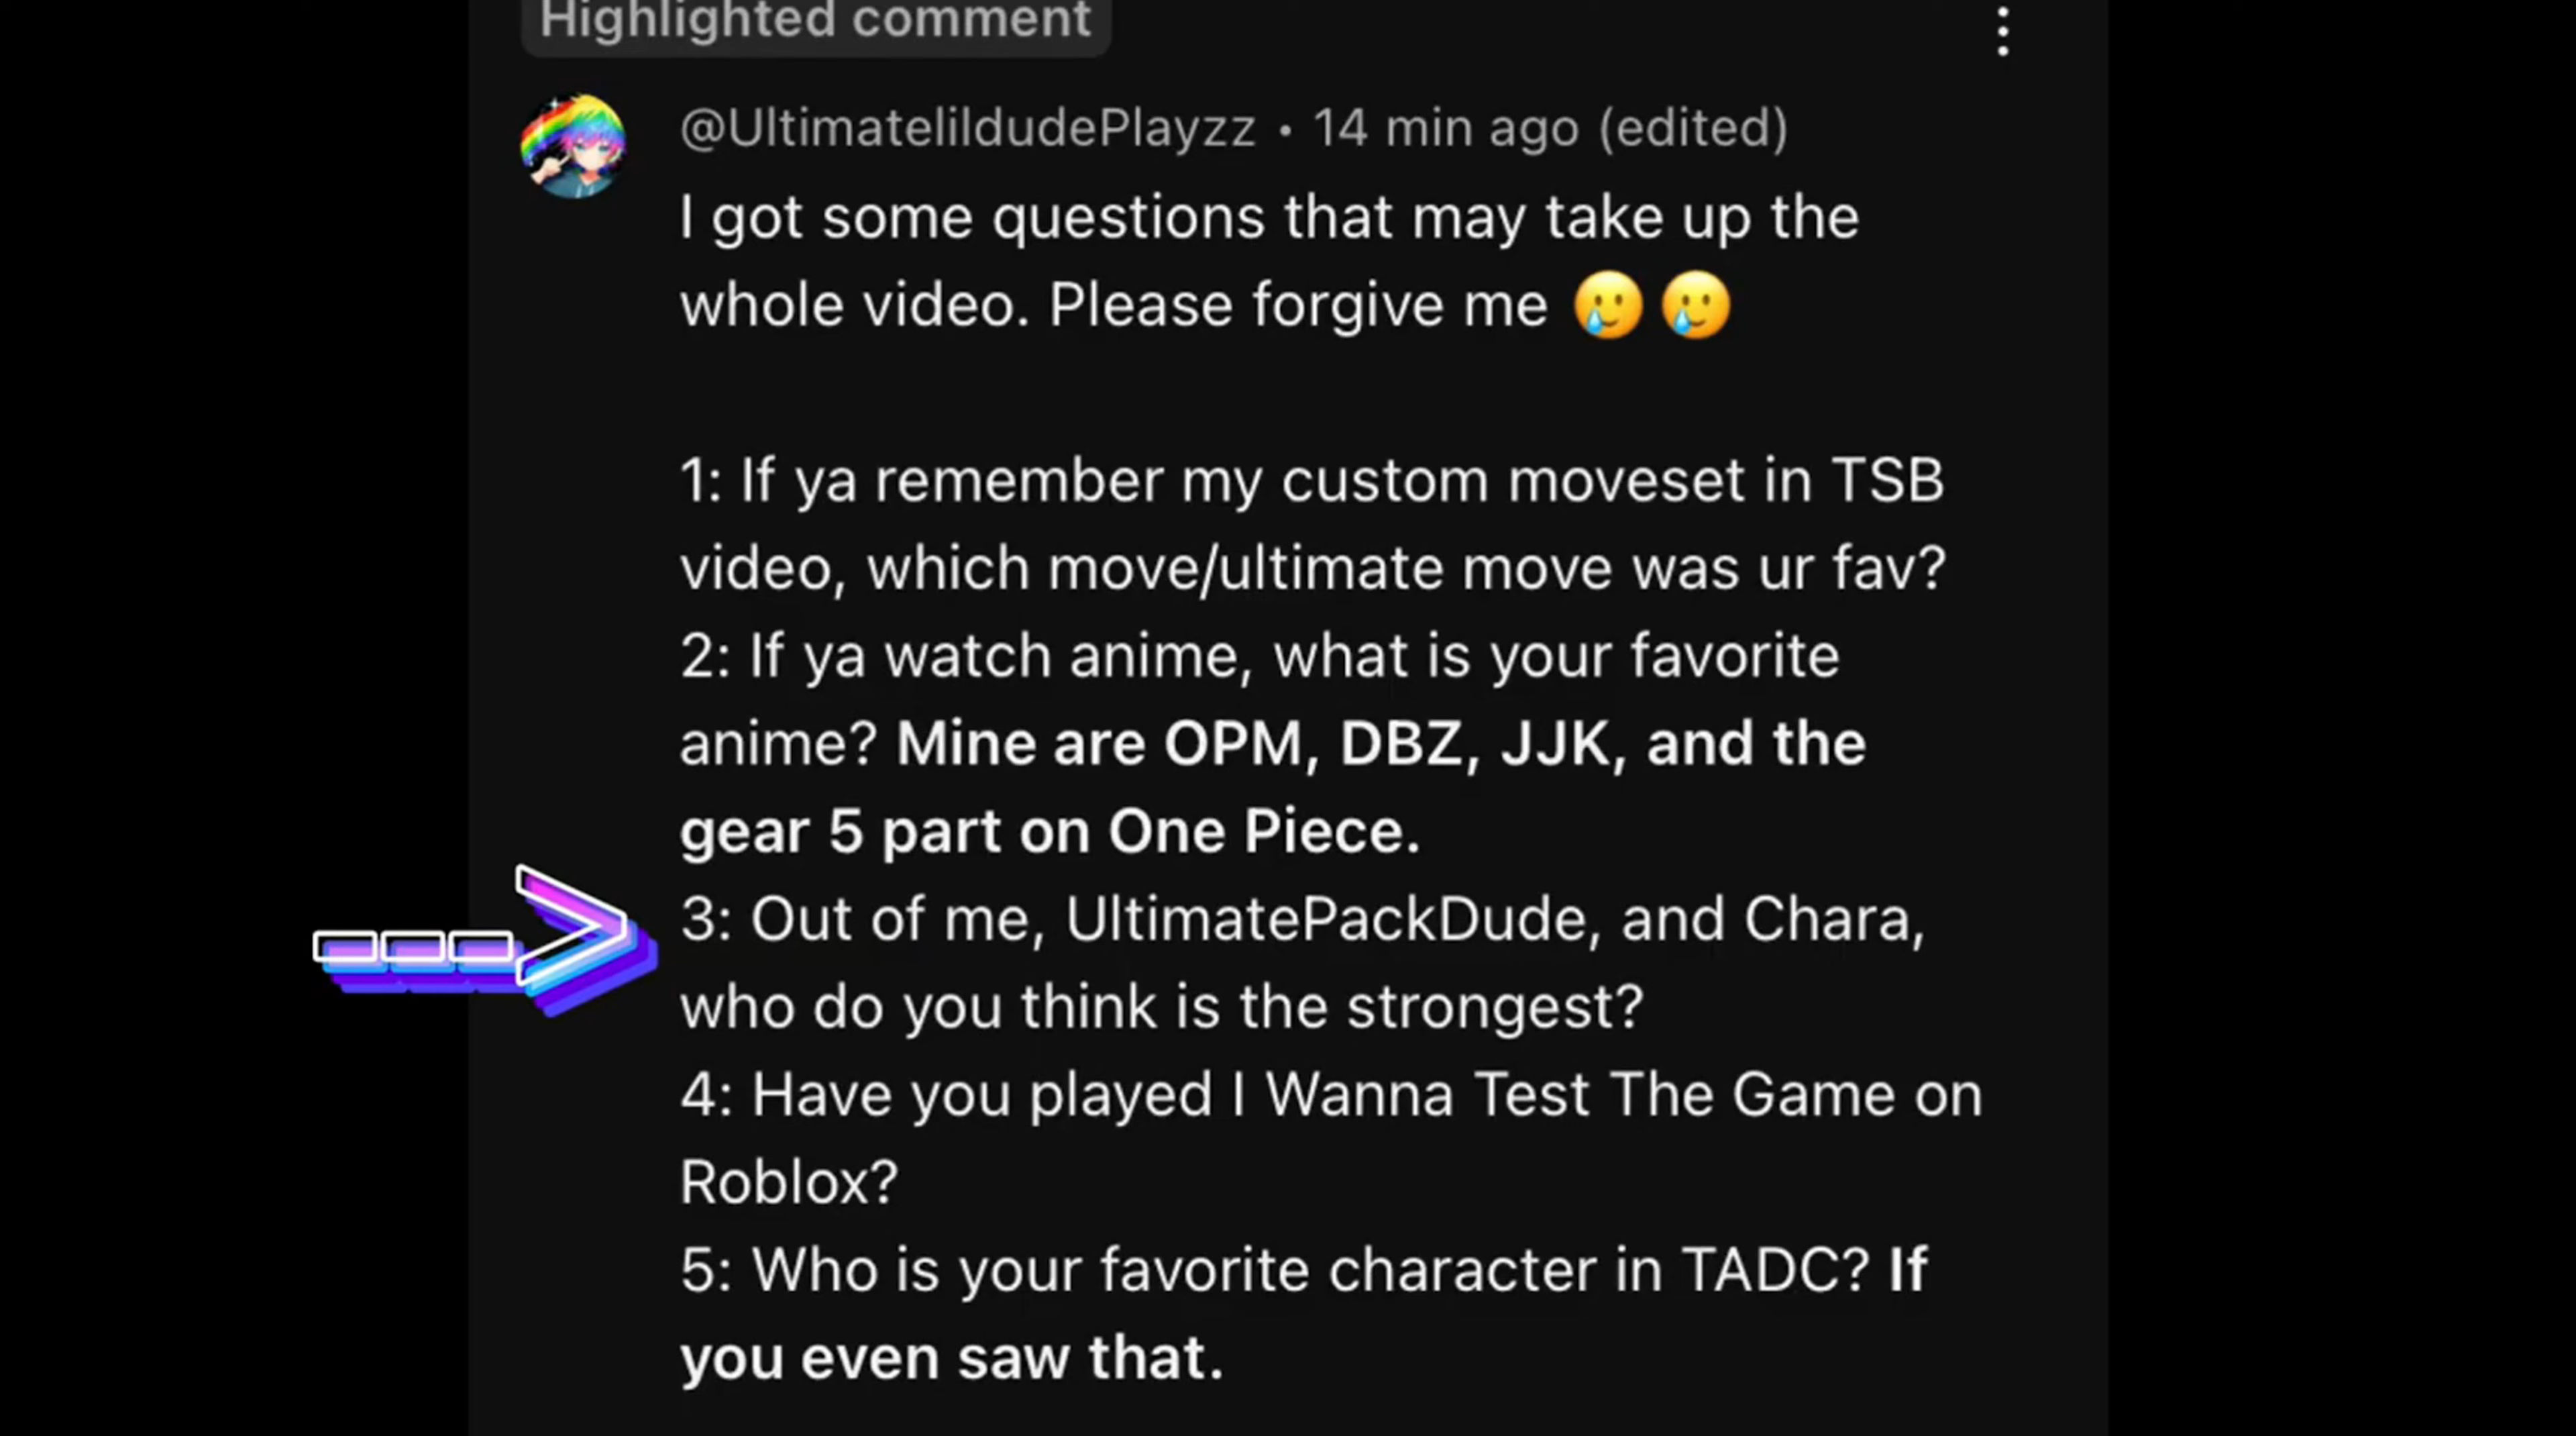 Highlighted comment
@UltimatelildudePlayzz • 14 min ago (edited)
I got some questions that may take up the
whole video. Please forgive me 🥲🥲
1: If ya remember my custom moveset in TSB
video, which move/ultimate move was ur fav?
2: If ya watch anime, what is your favorite
anime? Mine are OPM, DBZ, JJK, and the
gear 5 part on One Piece.
3: Out of me, UltimatePackDude, and Chara,
who do you think is the strongest?
4: Have you played I Wanna Test The Game on
Roblox?
5: Who is your favorite character in TADC? If
you even saw that.